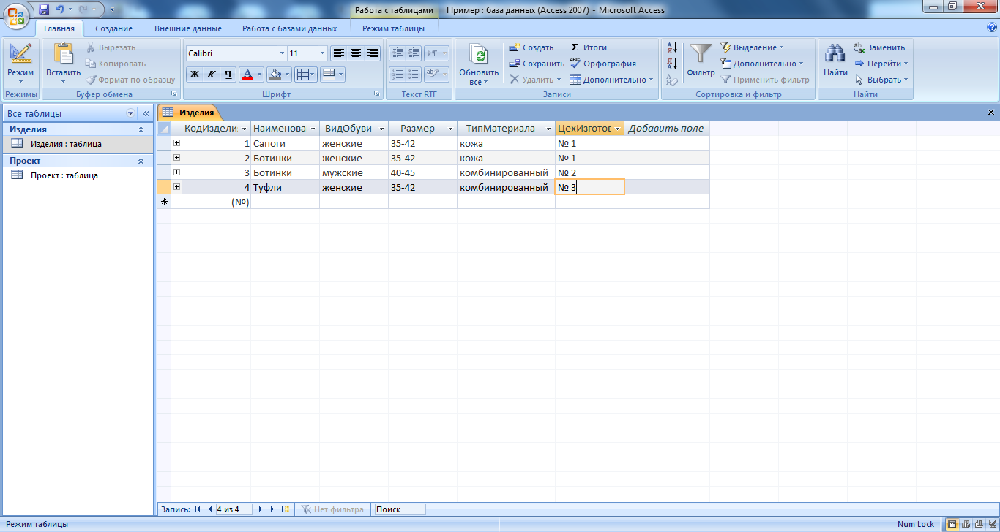 Работа с таблицами Пример : база данных (Access 2007) - Microsoft Access
Главная Создание Внешние данные Работа с базами данных Режим таблицы
Режим
Режимы
Вставить
Вырезать
Копировать
Формат по образцу
Буфер обмена
Calibri 11
Ж К Ч А
Шрифт
Текст RTF
Обновить все
Создать
Сохранить
Удалить
Σ Итоги
Орфография
Дополнительно
Записи
Фильтр
Выделение
Дополнительно
Применить фильтр
Сортировка и фильтр
Найти
Заменить
Перейти
Выбрать
Найти
Все таблицы «
Изделия
Изделия : таблица
Проект
Проект : таблица
Изделия
КодИздели Наименова ВидОбуви Размер ТипМатериала ЦехИзготов Добавить поле
1 Сапоги женские 35-42 кожа № 1
2 Ботинки женские 35-42 кожа № 1
3 Ботинки мужские 40-45 комбинированный № 2
4 Туфли женские 35-42 комбинированный № 3
(№)
Запись: 4 из 4 Нет фильтра Поиск
Режим таблицы Num Lock